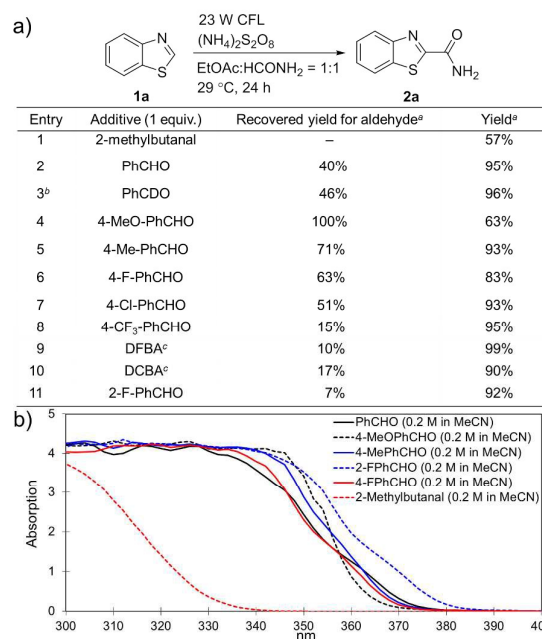 a)
23 W CFL
(NH4)2S2O8
EtOAc:HCONH2 = 1:1
29 °C, 24 h
N
S
1a
N
S
O
NH2
2a
Entry Additive (1 equiv.) Recovered yield for aldehyde^a Yield^a
1 2-methylbutanal – 57%
2 PhCHO 40% 95%
3^b PhCDO 46% 96%
4 4-MeO-PhCHO 100% 63%
5 4-Me-PhCHO 71% 93%
6 4-F-PhCHO 63% 83%
7 4-Cl-PhCHO 51% 93%
8 4-CF3-PhCHO 15% 95%
9 DFBA^c 10% 99%
10 DCBA^c 17% 90%
11 2-F-PhCHO 7% 92%
b)
PhCHO (0.2 M in MeCN)
4-MeOPhCHO (0.2 M in MeCN)
4-MePhCHO (0.2 M in MeCN)
2-FPhCHO (0.2 M in MeCN)
4-FPhCHO (0.2 M in MeCN)
2-Methylbutanal (0.2 M in MeCN)
Absorption
5
4
3
2
1
0
300 310 320 330 340 350 360 370 380 390 40
nm